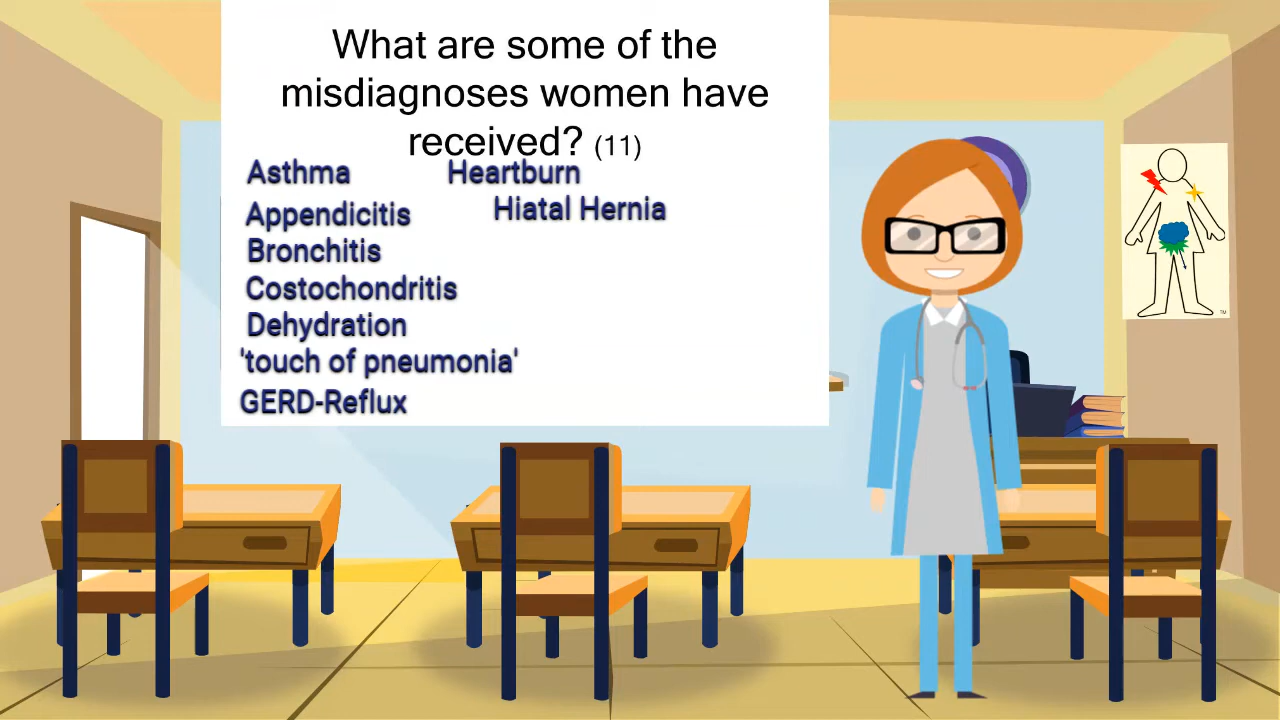 What are some of the
misdiagnoses women have
received? (11)
Asthma
Appendicitis
Bronchitis
Costochondritis
Dehydration
'touch of pneumonia'
GERD-Reflux
Heartburn
Hiatal Hernia
TM